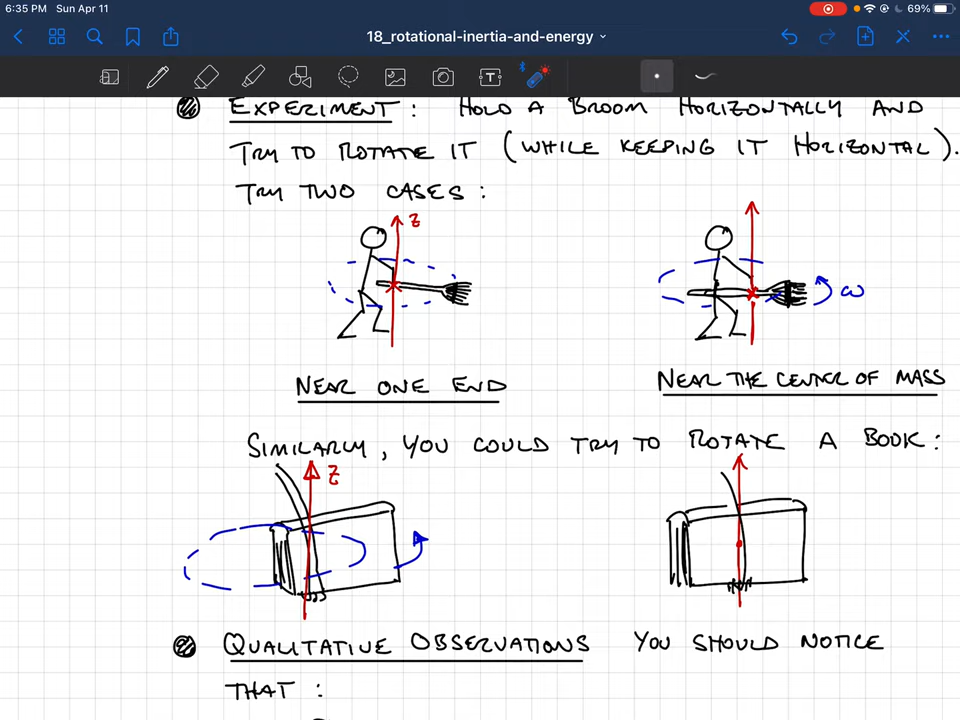 6:35 PM Sun Apr 11
69%
18_rotational-inertia-and-energy
T
EXPERIMENT: HOLD A BROOM HORIZONTALLY AND
TRY TO ROTATE IT (WHILE KEEPING IT HORIZONTAL).
TRY TWO CASES:
z
ω
NEAR ONE END
NEAR THE CENTER OF MASS
SIMILARLY, YOU COULD TRY TO ROTATE A BOOK:
z
QUALITATIVE OBSERVATIONS YOU SHOULD NOTICE
THAT: